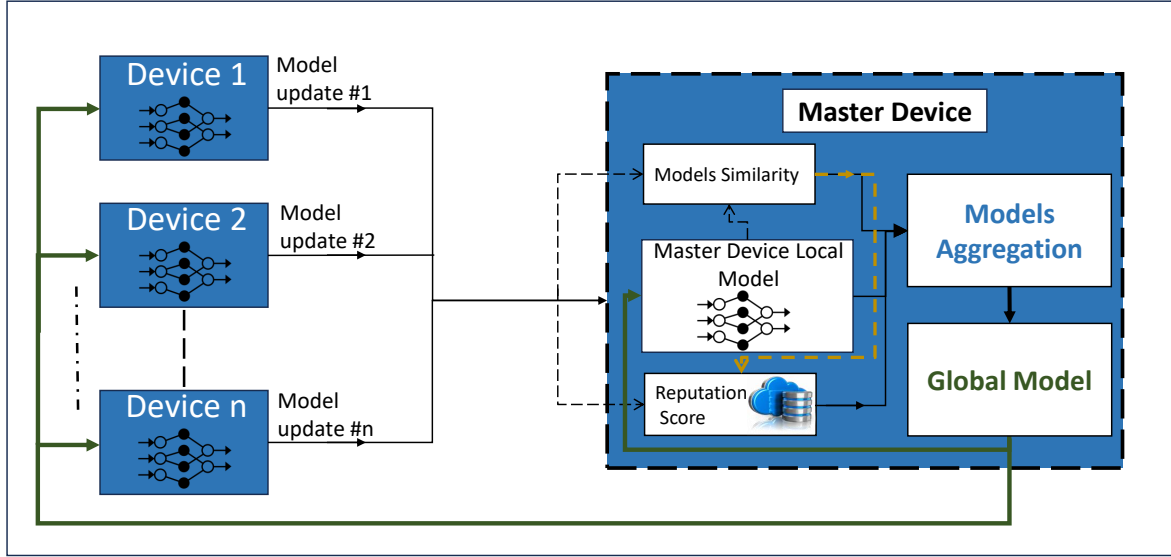 Device 1
Model
update #1
Device 2
Model
update #2
Device n
Model
update #n
Master Device
Models Similarity
Master Device Local
Model
Reputation
Score
Models
Aggregation
Global Model